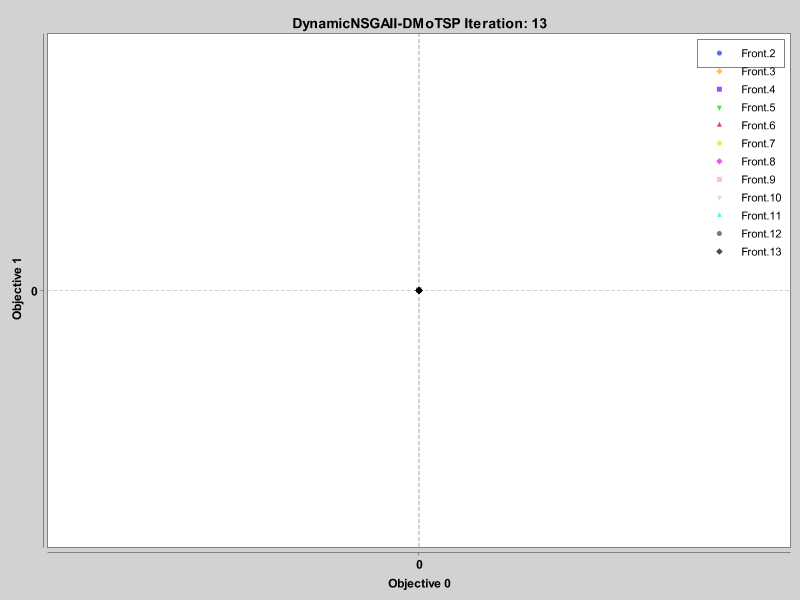 DynamicNSGAII-DMoTSP Iteration: 13
Front.2
Front.3
Front.4
Front.5
Front.6
Front.7
Front.8
Front.9
Front.10
Front.11
Front.12
Front.13
Objective 1
0
0
Objective 0